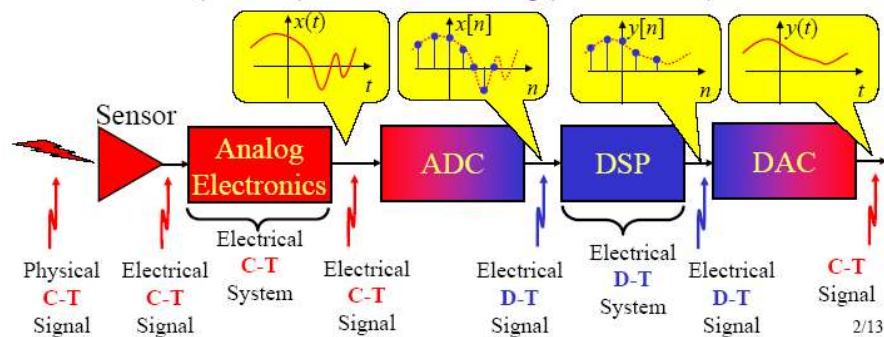 x(t)
t
x[n]
n
y[n]
n
y(t)
t
Sensor
Analog
Electronics
ADC
DSP
DAC
Physical
C-T
Signal
Electrical
C-T
Signal
Electrical
C-T
System
Electrical
C-T
Signal
Electrical
D-T
Signal
Electrical
D-T
System
Electrical
D-T
Signal
C-T
Signal
2/13